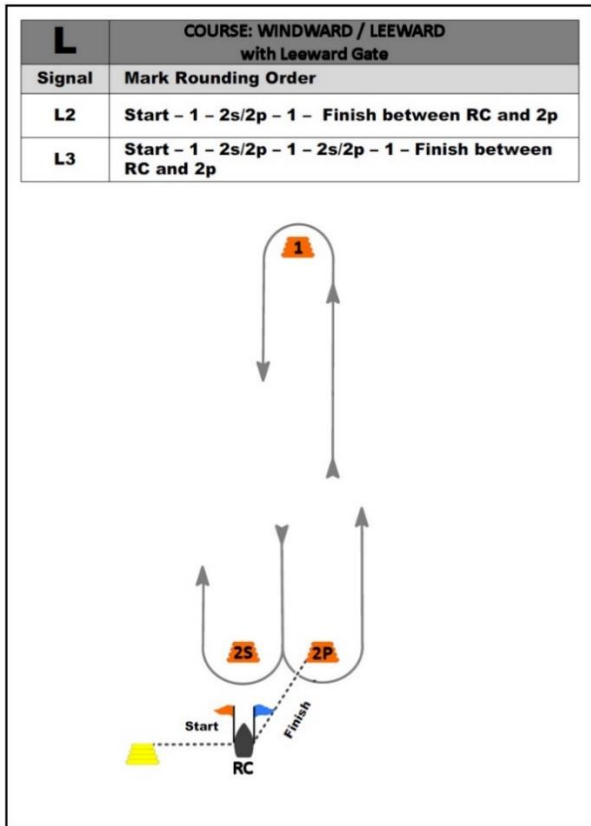 L
COURSE: WINDWARD / LEEWARD
with Leeward Gate
Signal
Mark Rounding Order
L2
Start – 1 – 2s/2p – 1 – Finish between RC and 2p
L3
Start – 1 – 2s/2p – 1 – 2s/2p – 1 – Finish between
RC and 2p
1
2S
2P
Start
Finish
RC